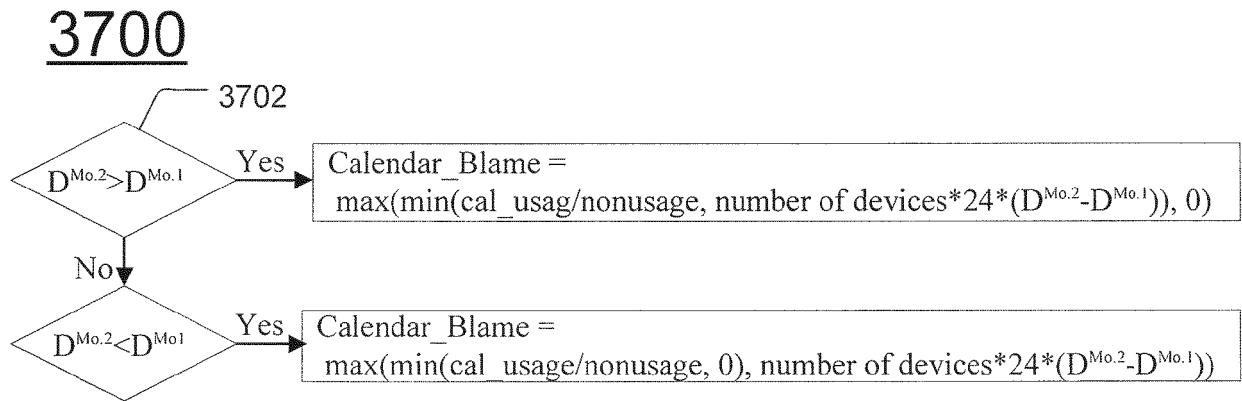 3700
3702
D^Mo.2>D^Mo.1
Yes
Calendar_Blame =
max(min(cal_usag/nonusage, number of devices*24*(D^Mo.2-D^Mo.1)), 0)
No
D^Mo.2<D^Mo1
Yes
Calendar_Blame =
max(min(cal_usage/nonusage, 0), number of devices*24*(D^Mo.2-D^Mo.1))